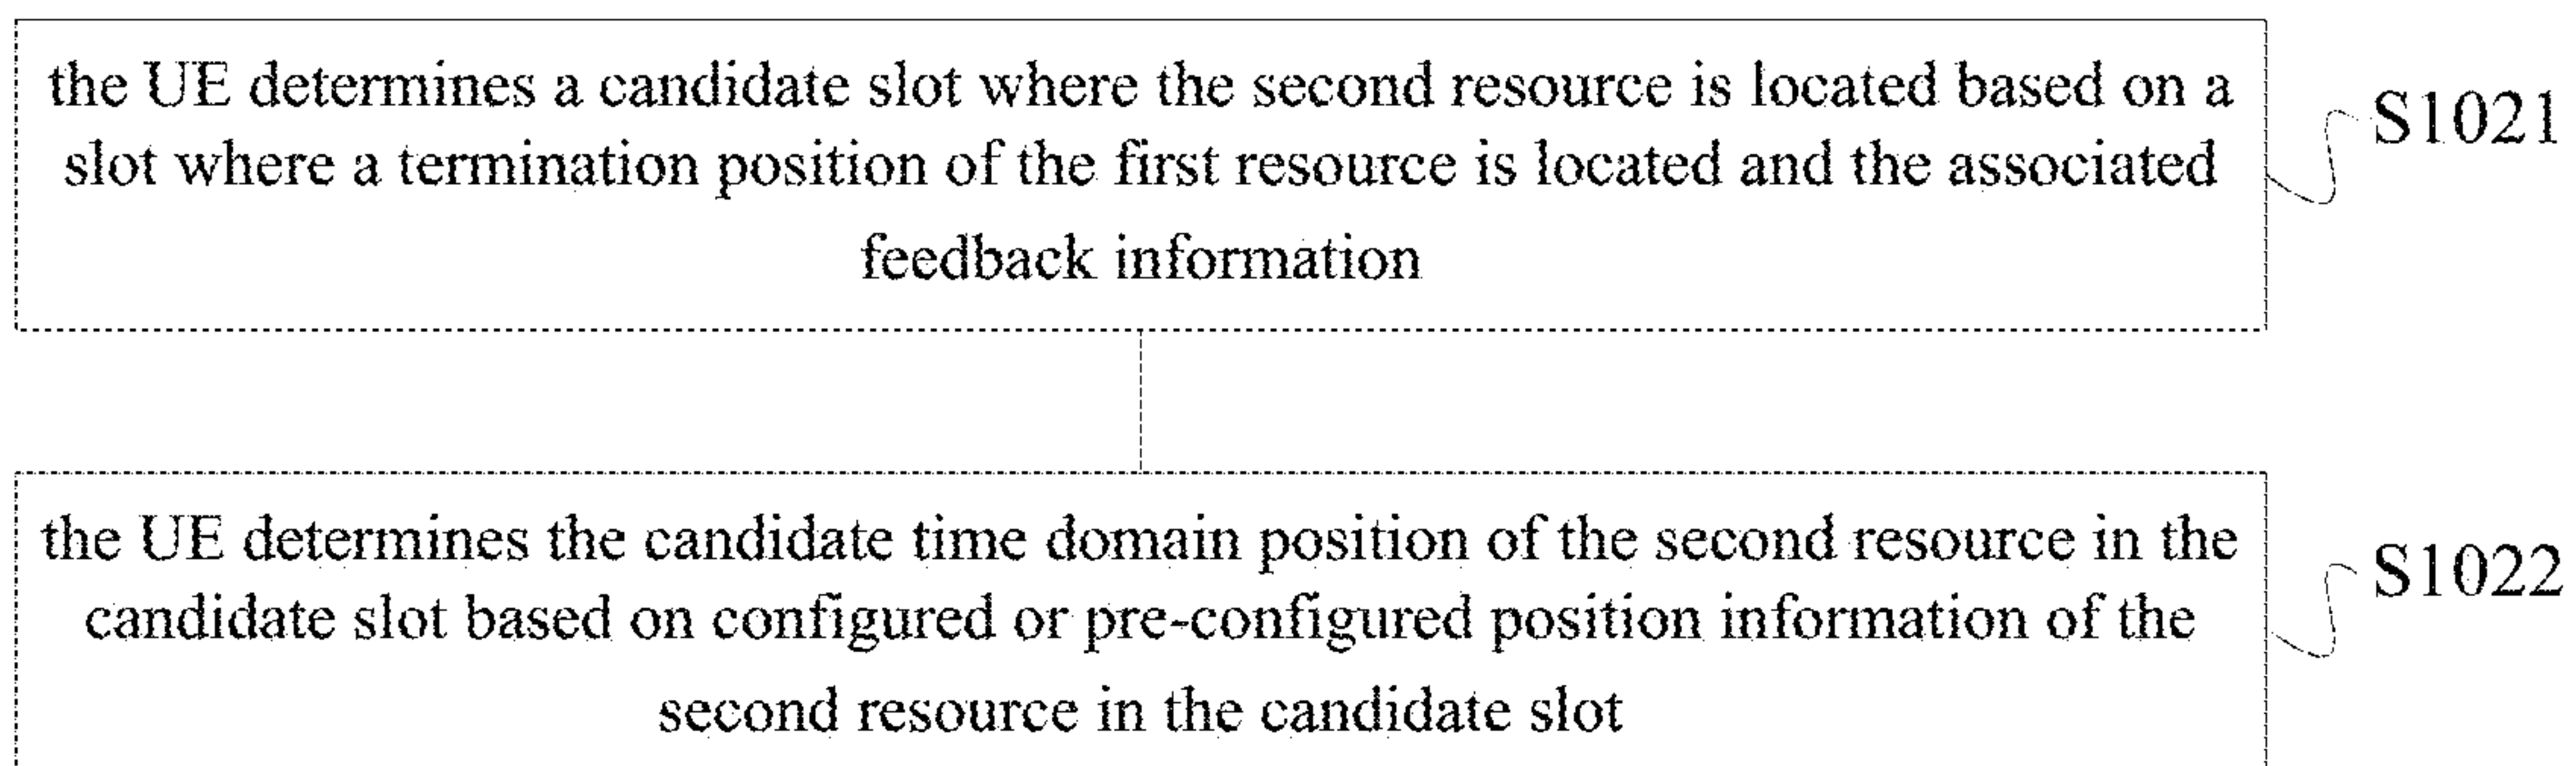 the UE determines a candidate slot where the second resource is located based on a
slot where a termination position of the first resource is located and the associated
feedback information
S1021
the UE determines the candidate time domain position of the second resource in the
candidate slot based on configured or pre-configured position information of the
second resource in the candidate slot
S1022